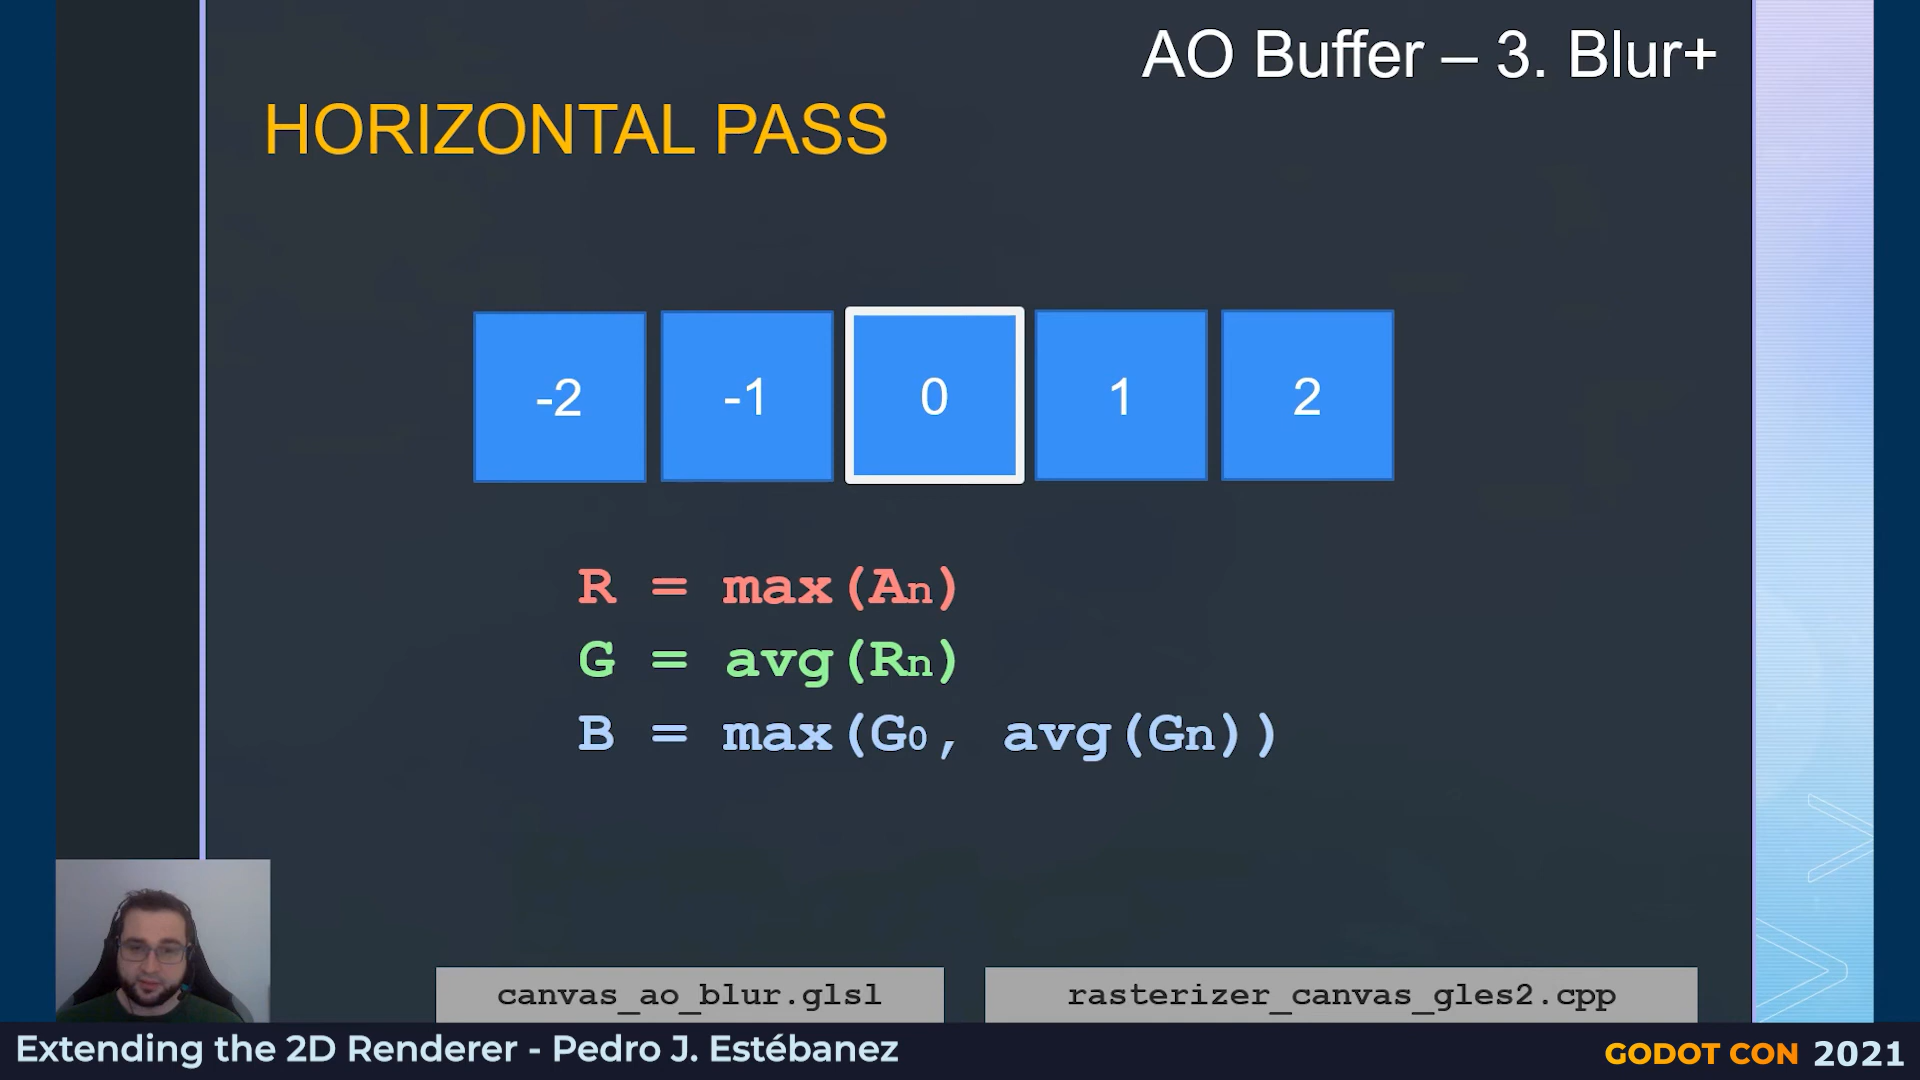 AO Buffer – 3. Blur+
HORIZONTAL PASS
-2 -1 0 1 2
R = max(An)
G = avg(Rn)
B = max(G0, avg(Gn))
canvas_ao_blur.glsl rasterizer_canvas_gles2.cpp
Extending the 2D Renderer - Pedro J. Estébanez GODOT CON 2021